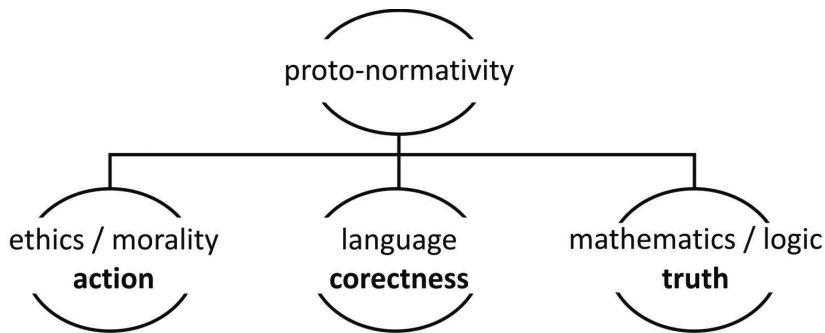 proto-normativity
ethics / morality
action
language
corectness
mathematics / logic
truth